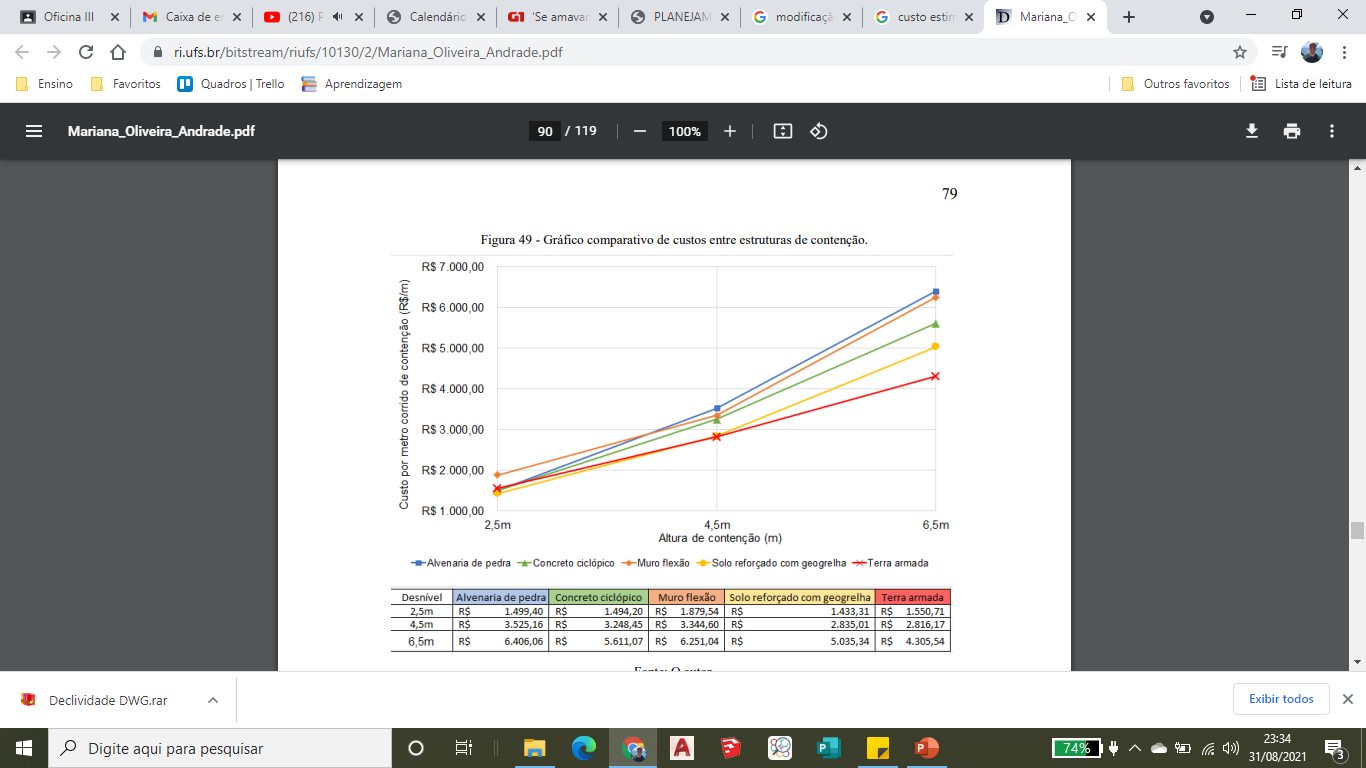 Oficina III
Caixa de e
(216) P
Calendário
'Se amavam
PLANEJAM
modificaçã
custo estim
Mariana_O
ri.ufs.br/bitstream/riufs/10130/2/Mariana_Oliveira_Andrade.pdf
Ensino Favoritos Quadros | Trello Aprendizagem Outros favoritos Lista de leitura
Mariana_Oliveira_Andrade.pdf 90 / 119 100%
79
Figura 49 - Gráfico comparativo de custos entre estruturas de contenção.
Custo por metro corrido de contenção (R$/m)
R$ 7.000,00
R$ 6.000,00
R$ 5.000,00
R$ 4.000,00
R$ 3.000,00
R$ 2.000,00
R$ 1.000,00
2,5m 4,5m 6,5m
Altura de contenção (m)
Alvenaria de pedra Concreto ciclópico Muro flexão Solo reforçado com geogrelha Terra armada
Desnível Alvenaria de pedra Concreto ciclópico Muro flexão Solo reforçado com geogrelha Terra armada
2,5m R$ 1.499,40 R$ 1.494,20 R$ 1.879,54 R$ 1.433,31 R$ 1.550,71
4,5m R$ 3.525,16 R$ 3.248,45 R$ 3.344,60 R$ 2.835,01 R$ 2.816,17
6,5m R$ 6.406,06 R$ 5.611,07 R$ 6.251,04 R$ 5.035,34 R$ 4.305,54
Fonte: O autor
Declividade DWG.rar Exibir todos
Digite aqui para pesquisar 74% 23:34
31/08/2021 3